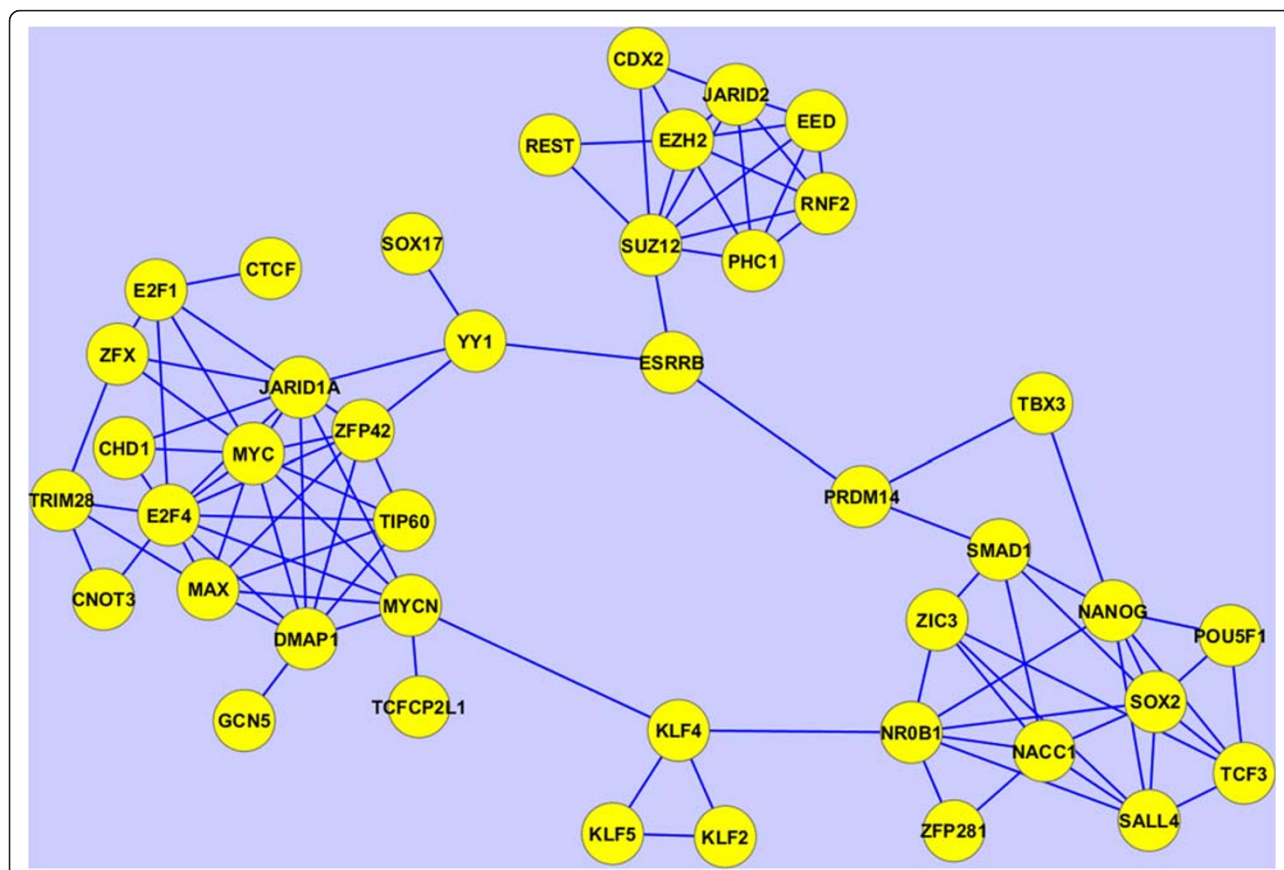 CDX2
JARID2
EED
REST
EZH2
RNF2
SUZ12
PHC1
SOX17
CTCF
E2F1
YY1
ZFX
ESRRB
JARID1A
TBX3
ZFP42
CHD1
MYC
PRDM14
TRIM28
E2F4
TIP60
SMAD1
CNOT3
MAX
MYCN
NANOG
ZIC3
DMAP1
POU5F1
SOX2
GCN5
TCFCP2L1
KLF4
NR0B1
NACC1
TCF3
KLF5
KLF2
ZFP281
SALL4